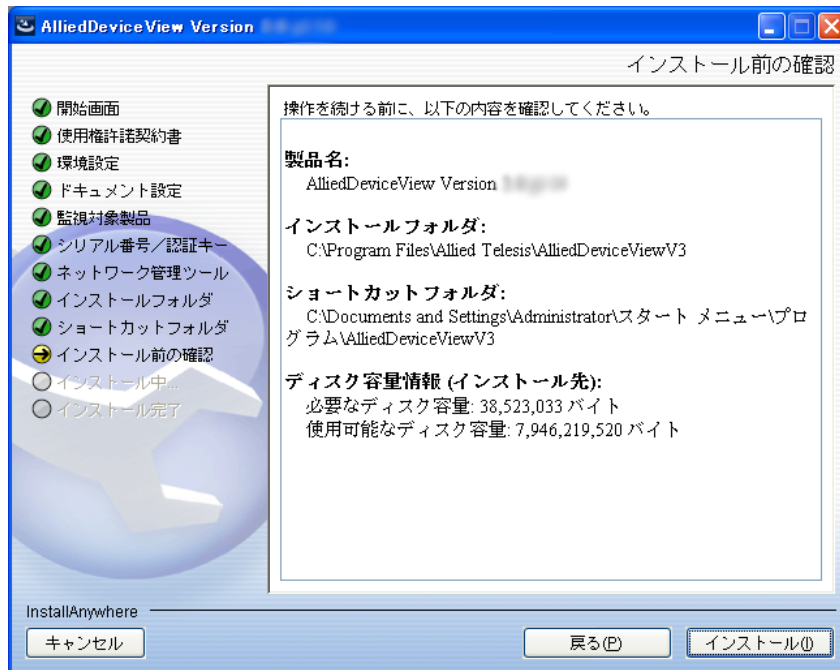 AlliedDeviceView Version
インストール前の確認
開始画面
使用権許諾契約書
環境設定
ドキュメント設定
監視対象製品
シリアル番号／認証キー
ネットワーク管理ツール
インストールフォルダ
ショートカットフォルダ
インストール前の確認
インストール中...
インストール完了
操作を続ける前に、以下の内容を確認してください。
製品名:
AlliedDeviceView Version
インストールフォルダ:
C:\Program Files\Allied Telesis\AlliedDeviceViewV3
ショートカットフォルダ:
C:\Documents and Settings\Administrator\スタート メニュー\プロ
グラム\AlliedDeviceViewV3
ディスク容量情報 (インストール先):
必要なディスク容量: 38,523,033 バイト
使用可能なディスク容量: 7,946,219,520 バイト
InstallAnywhere
キャンセル
戻る(P)
インストール(I)